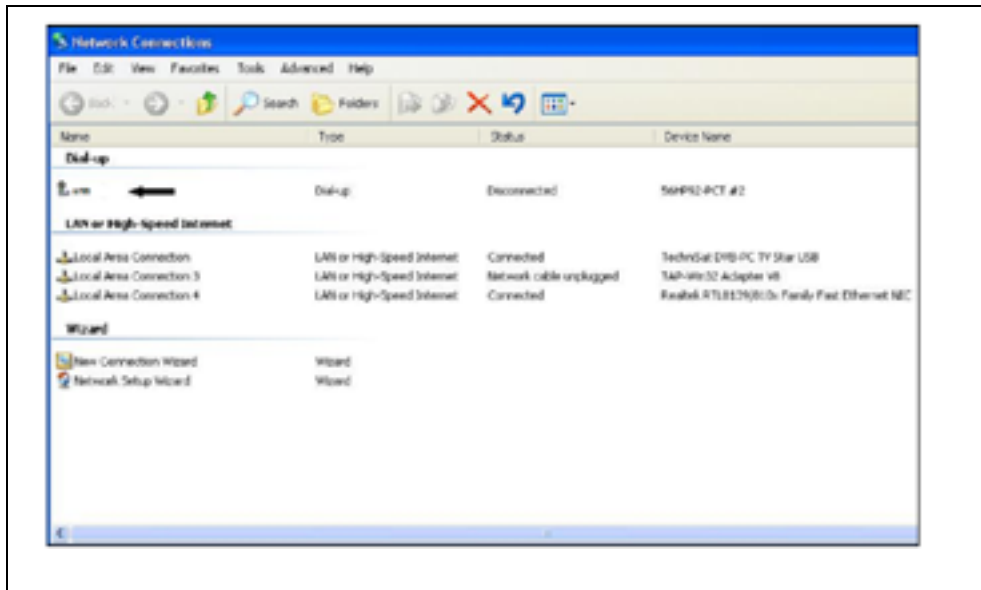 Network Connections
File Edit View Favorites Tools Advanced Help
Back Search Folders
Name Type Status Device Name
Dial-up
Dial-up Disconnected 56HP92-PCT #2
LAN or High-Speed Internet
Local Area Connection LAN or High-Speed Internet Connected TechniSat DVB-PC TV Star USB
Local Area Connection 3 LAN or High-Speed Internet Network cable unplugged TAP-Win32 Adapter V8
Local Area Connection 4 LAN or High-Speed Internet Connected Realtek RTL8139/810x Family Fast Ethernet NIC
Wizard
New Connection Wizard Wizard
Network Setup Wizard Wizard